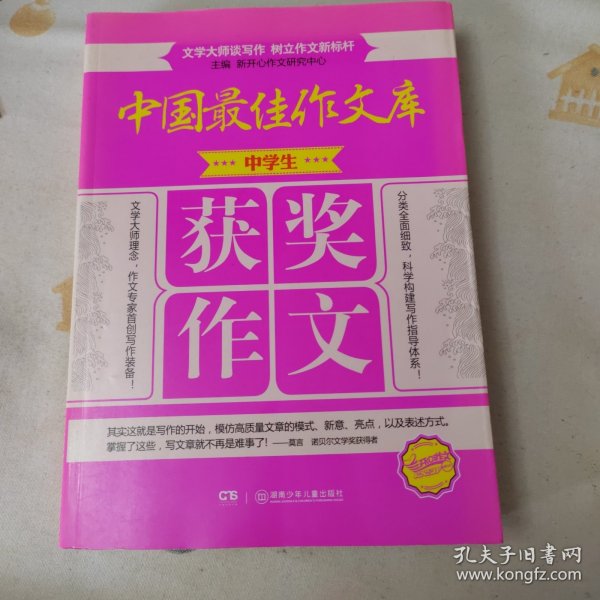 文学大师谈写作 树立作文新标杆
主编 新开心作文研究中心
中国最佳作文库
中学生
获奖
作文
文学大师理念,作文专家首创写作装备!
分类全面细致,科学构建写作指导体系!
其实这就是写作的开始,模仿高质量文章的模式、新意、亮点,以及表述方式。
掌握了这些,写文章就不再是难事了!——莫言 诺贝尔文学奖获得者
湖南少年儿童出版社
孔夫子旧书网
www.kongfz.com